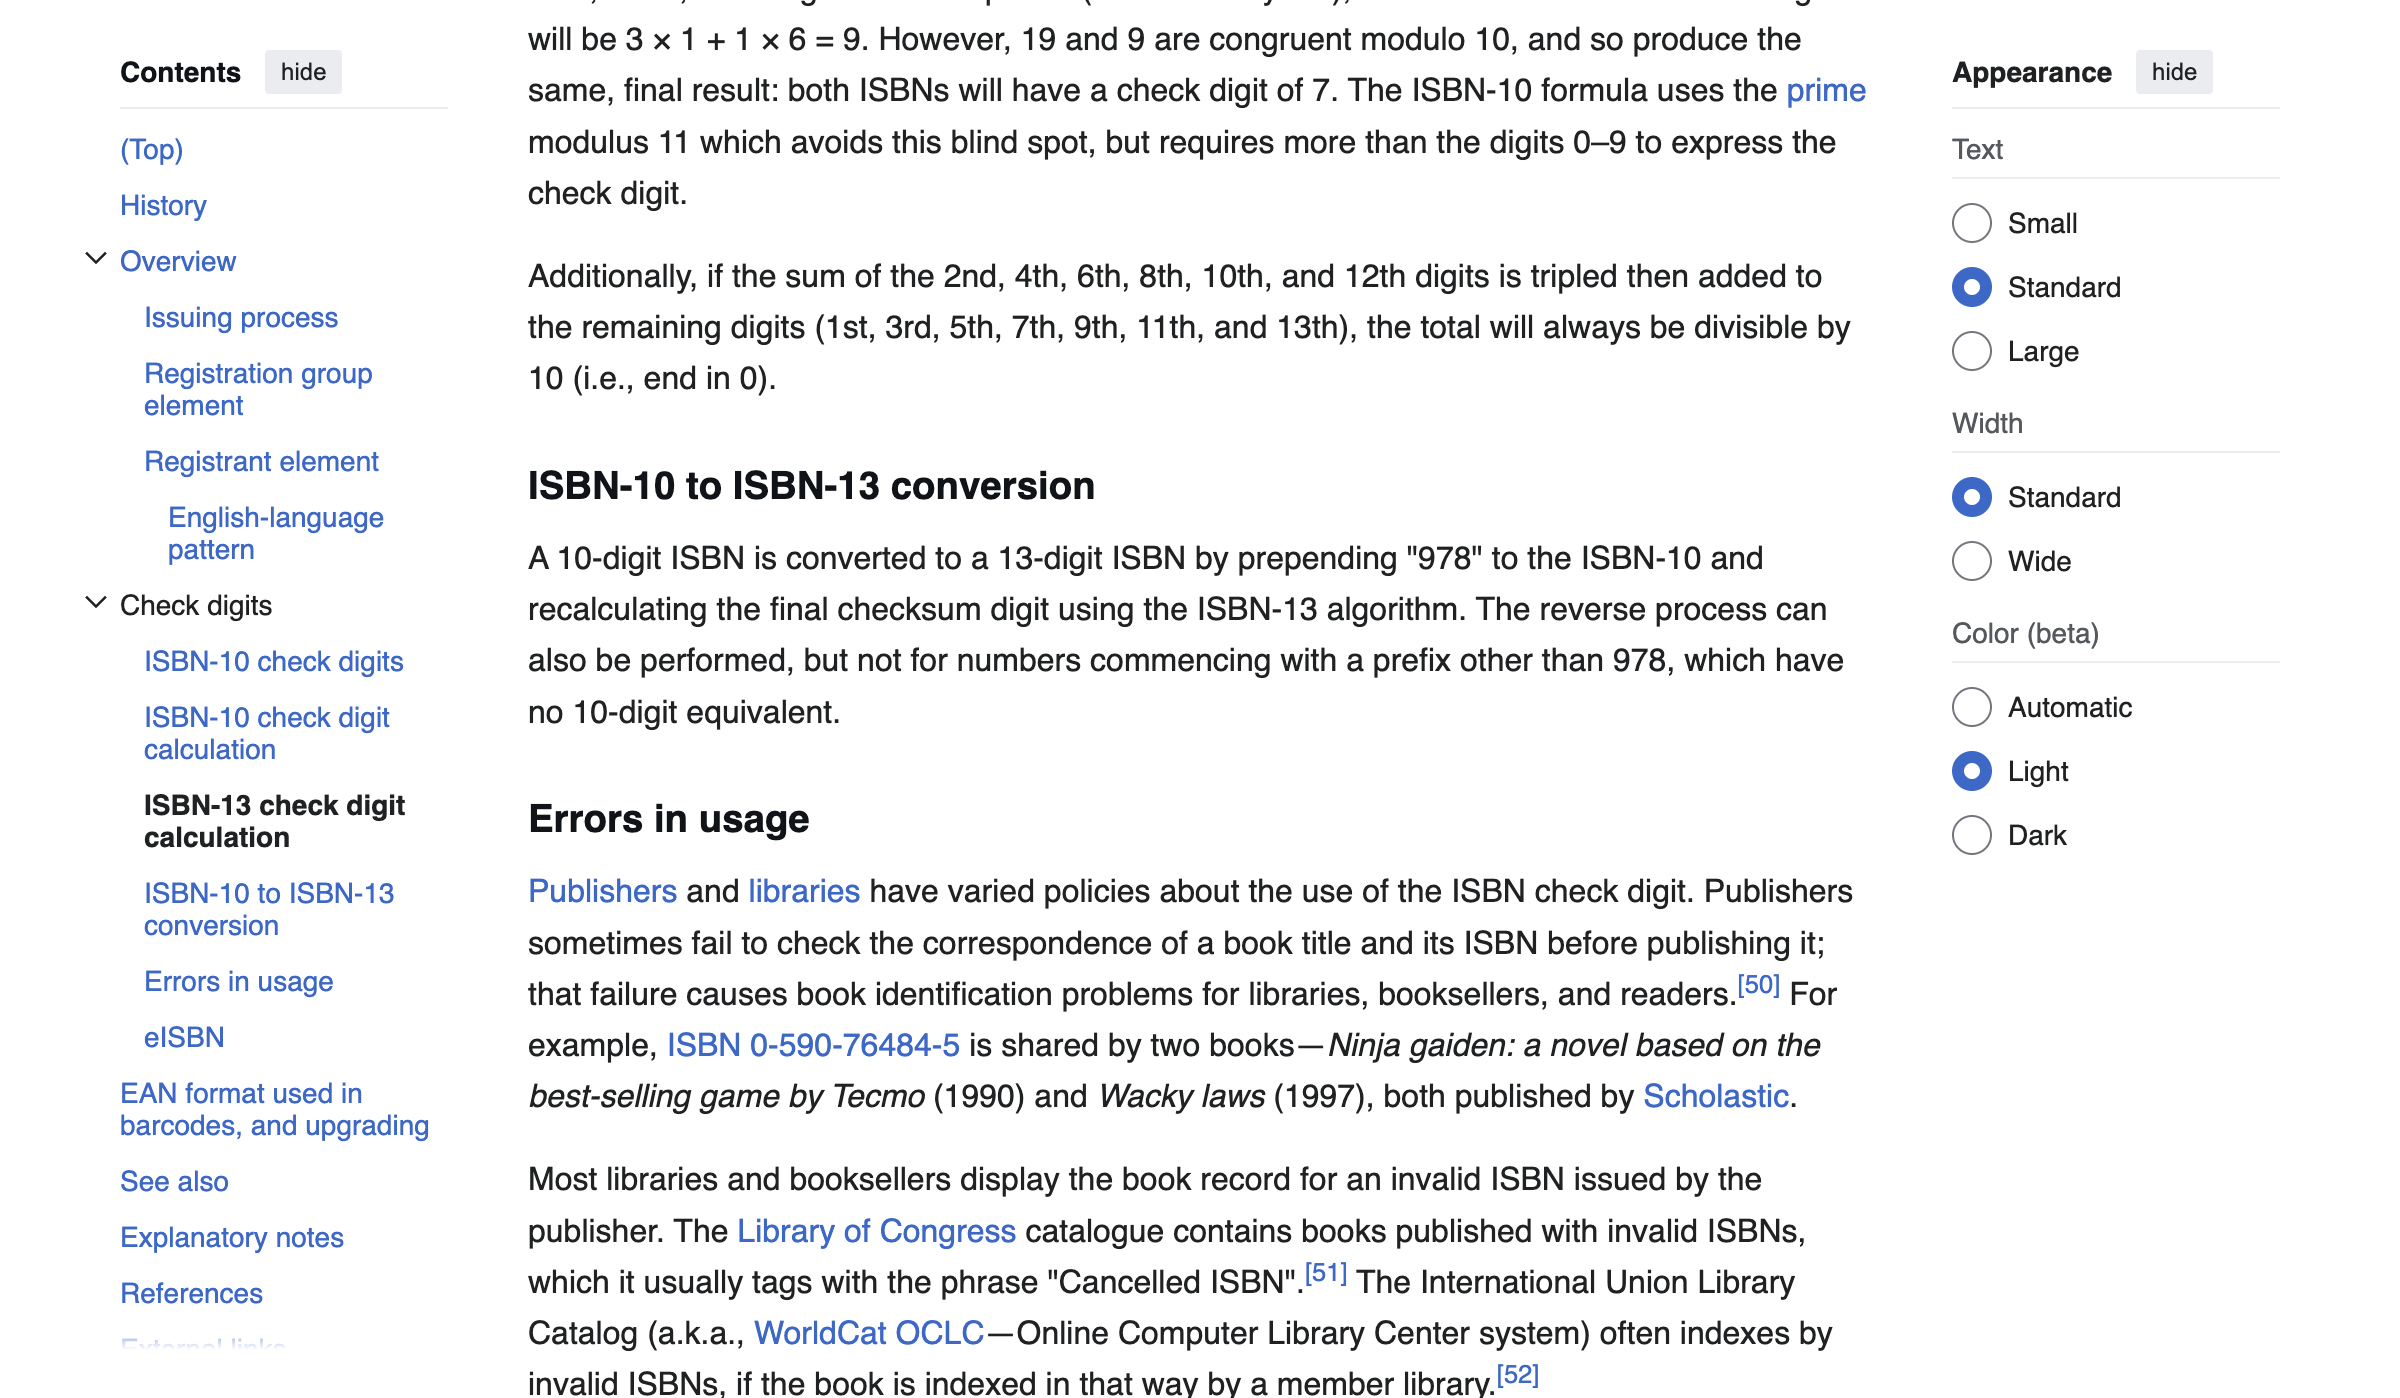 Contents hide
(Top)
History
Overview
Issuing process
Registration group
element
Registrant element
English-language
pattern
Check digits
ISBN-10 check digits
ISBN-10 check digit
calculation
ISBN-13 check digit
calculation
ISBN-10 to ISBN-13
conversion
Errors in usage
eISBN
EAN format used in
barcodes, and upgrading
See also
Explanatory notes
References
External links
will be 3 × 1 + 1 × 6 = 9. However, 19 and 9 are congruent modulo 10, and so produce the
same, final result: both ISBNs will have a check digit of 7. The ISBN-10 formula uses the prime
modulus 11 which avoids this blind spot, but requires more than the digits 0–9 to express the
check digit.
Additionally, if the sum of the 2nd, 4th, 6th, 8th, 10th, and 12th digits is tripled then added to
the remaining digits (1st, 3rd, 5th, 7th, 9th, 11th, and 13th), the total will always be divisible by
10 (i.e., end in 0).
ISBN-10 to ISBN-13 conversion
A 10-digit ISBN is converted to a 13-digit ISBN by prepending "978" to the ISBN-10 and
recalculating the final checksum digit using the ISBN-13 algorithm. The reverse process can
also be performed, but not for numbers commencing with a prefix other than 978, which have
no 10-digit equivalent.
Errors in usage
Publishers and libraries have varied policies about the use of the ISBN check digit. Publishers
sometimes fail to check the correspondence of a book title and its ISBN before publishing it;
that failure causes book identification problems for libraries, booksellers, and readers.[50] For
example, ISBN 0-590-76484-5 is shared by two books—Ninja gaiden: a novel based on the
best-selling game by Tecmo (1990) and Wacky laws (1997), both published by Scholastic.
Most libraries and booksellers display the book record for an invalid ISBN issued by the
publisher. The Library of Congress catalogue contains books published with invalid ISBNs,
which it usually tags with the phrase "Cancelled ISBN".[51] The International Union Library
Catalog (a.k.a., WorldCat OCLC—Online Computer Library Center system) often indexes by
invalid ISBNs, if the book is indexed in that way by a member library.[52]
Appearance hide
Text
Small
Standard
Large
Width
Standard
Wide
Color (beta)
Automatic
Light
Dark